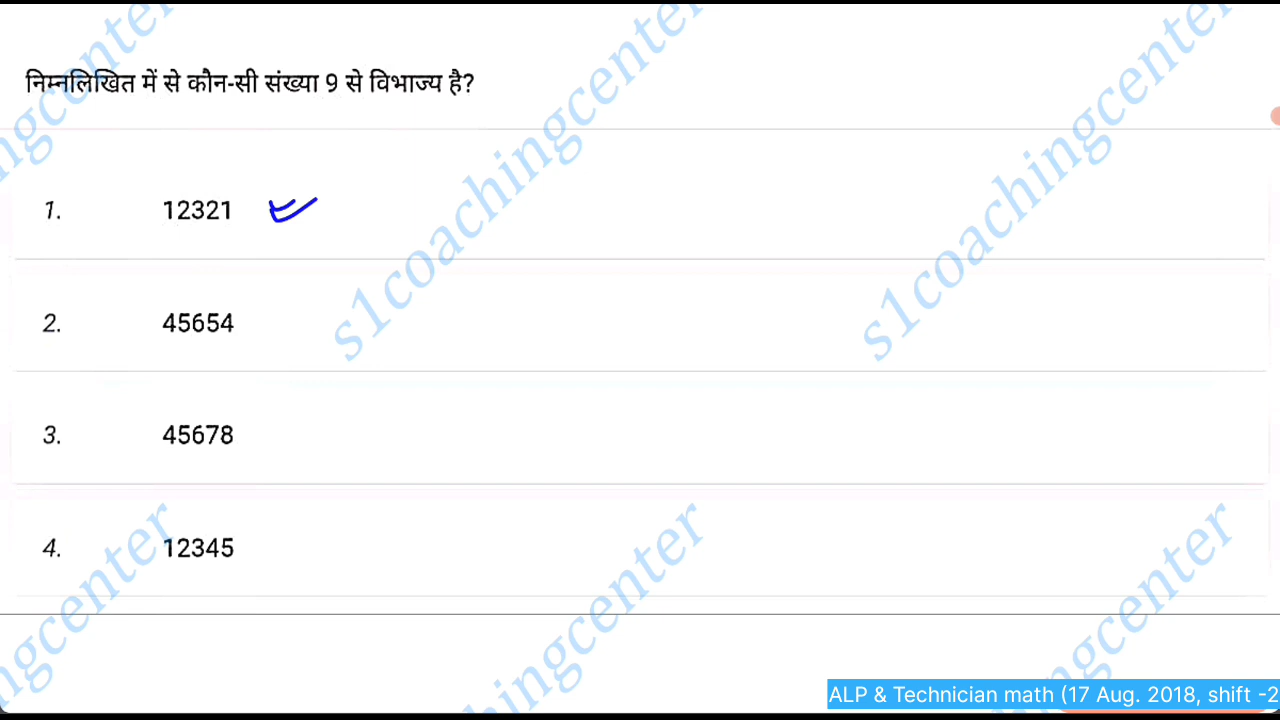 निम्नलिखित में से कौन-सी संख्या 9 से विभाज्य है?
1. 12321
2. 45654
3. 45678
4. 12345
s1coachingcenter
s1coachingcenter
ALP & Technician math (17 Aug. 2018, shift -2